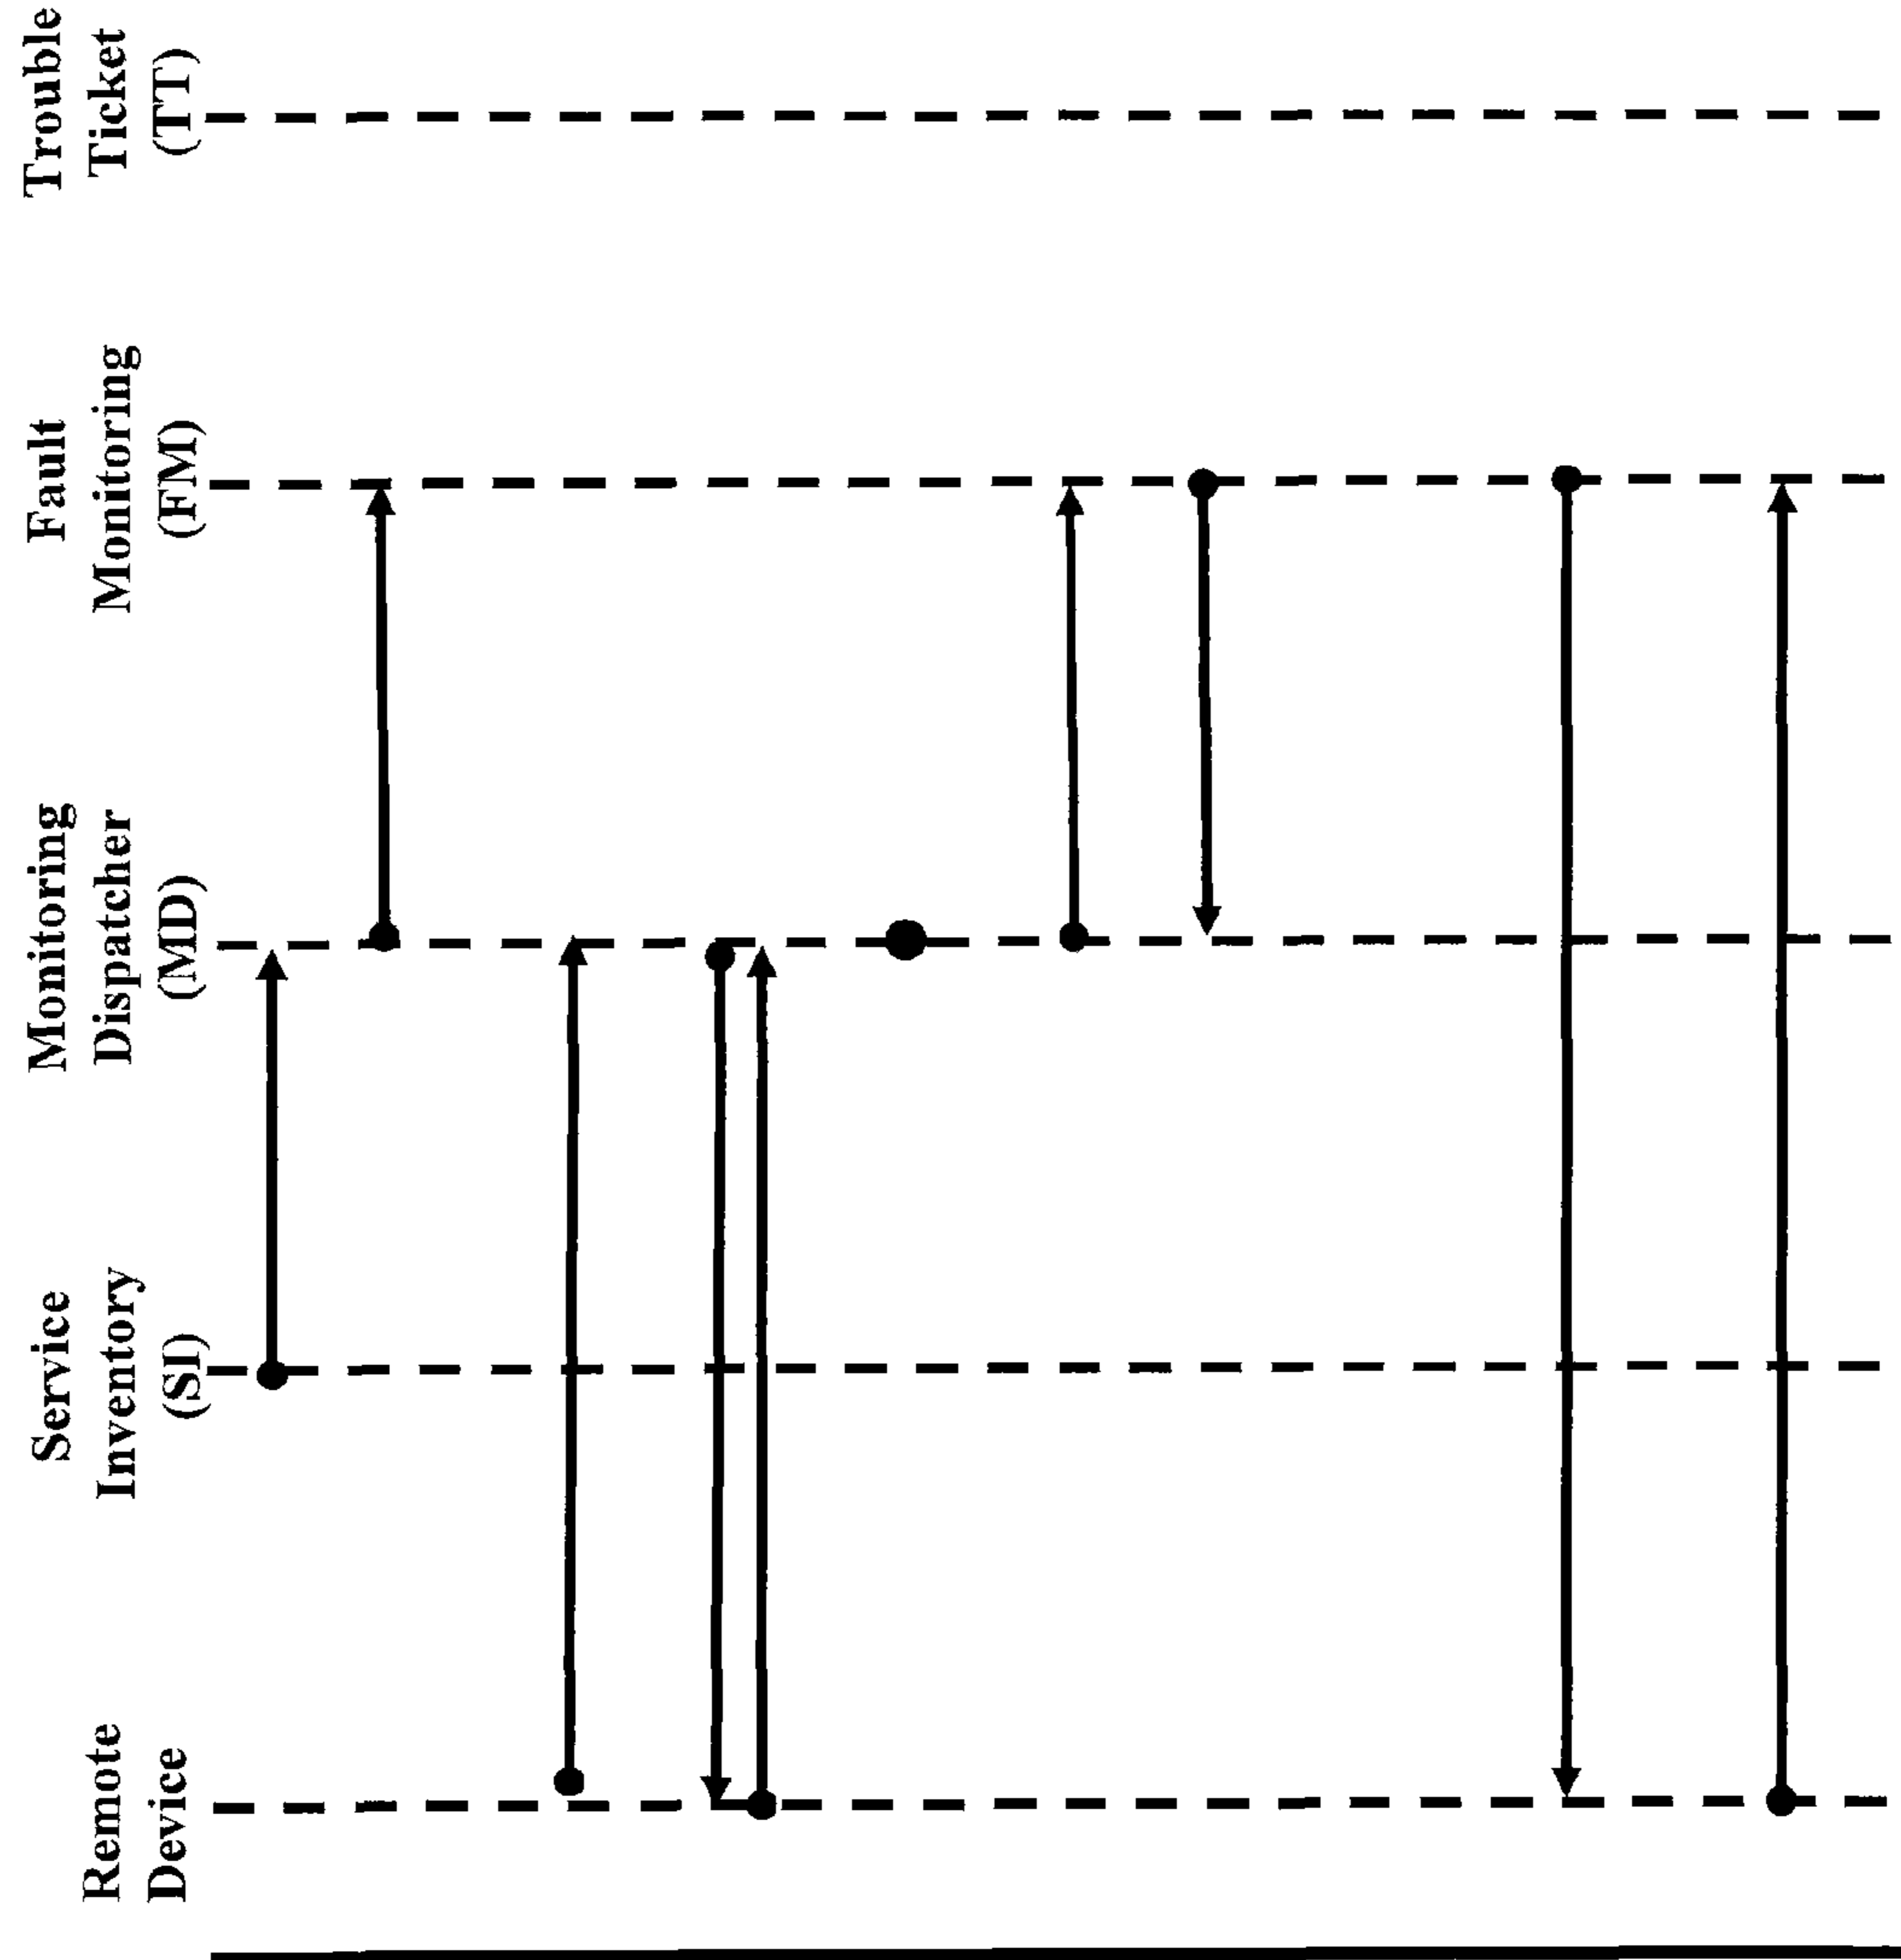 Remote
Device
Service
Inventory
(SI)
Monitoring
Dispatcher
(MD)
Fault
Monitoring
(FM)
Trouble
Ticket
(TT)